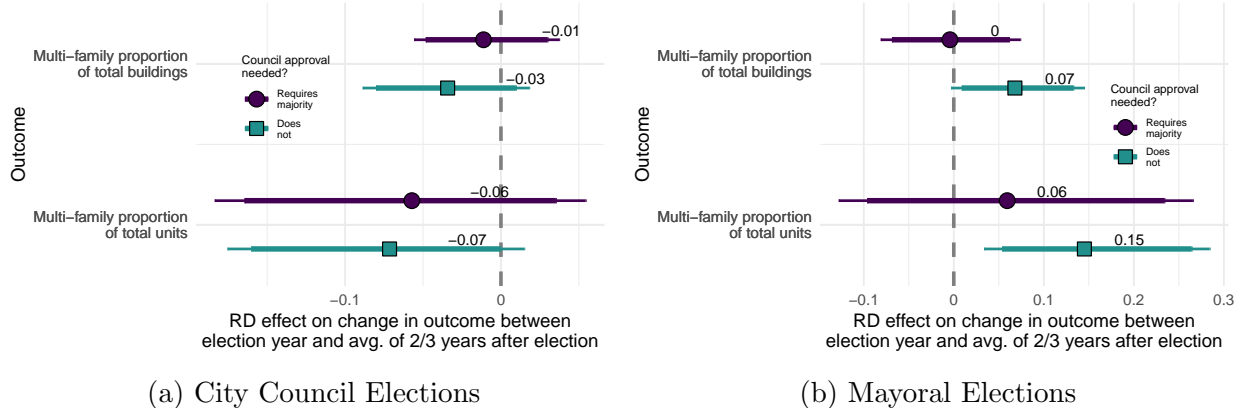 Outcome
Multi−family proportion
of total buildings
Multi−family proportion
of total units
Council approval
needed?
Requires
majority
Does
not
−0.01
−0.03
−0.06
−0.07
−0.1
0
RD effect on change in outcome between
election year and avg. of 2/3 years after election
(a) City Council Elections
Outcome
Multi−family proportion
of total buildings
Multi−family proportion
of total units
0
0.07
Council approval
needed?
Requires
majority
Does
not
0.06
0.15
−0.1
0
0.1
0.2
0.3
RD effect on change in outcome between
election year and avg. of 2/3 years after election
(b) Mayoral Elections